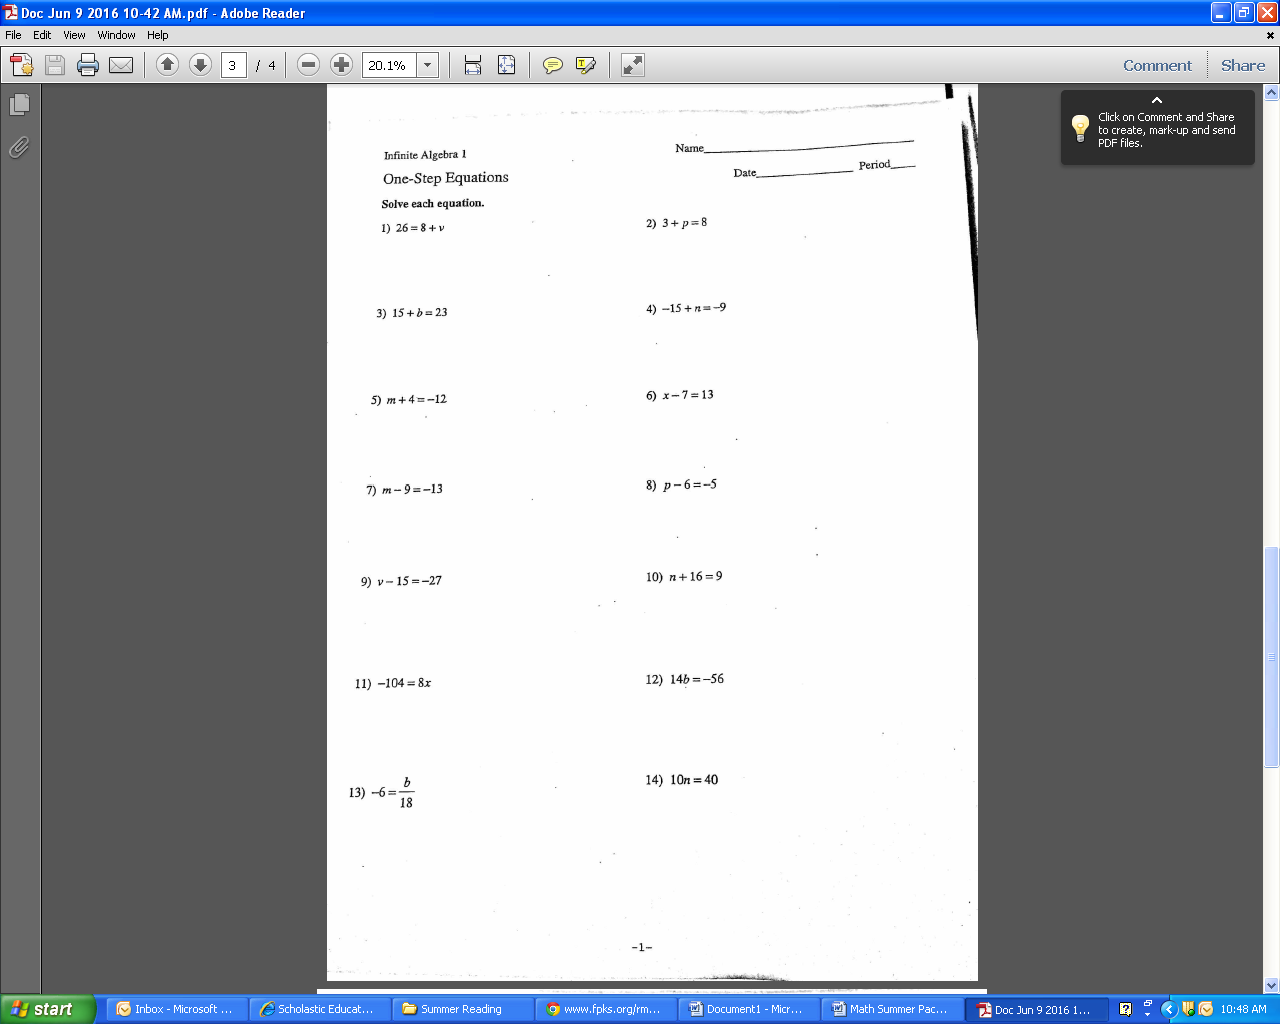 Doc Jun 9 2016 10-42 AM.pdf - Adobe Reader
File Edit View Window Help
3 / 4 20.1% Comment Share
Click on Comment and Share
to create, mark-up and send
PDF files.
Infinite Algebra 1
Name
One-Step Equations
Date Period
Solve each equation.
1) 26 = 8 + v
2) 3 + p = 8
3) 15 + b = 23
4) −15 + n = −9
5) m + 4 = −12
6) x − 7 = 13
7) m − 9 = −13
8) p − 6 = −5
9) v − 15 = −27
10) n + 16 = 9
11) −104 = 8x
12) 14b = −56
13) −6 = b/18
14) 10n = 40
-1-
start Inbox - Microsoft ... Scholastic Educat... Summer Reading www.fpks.org/rm... Document1 - Micr... Math Summer Pac... Doc Jun 9 2016 1... 10:48 AM